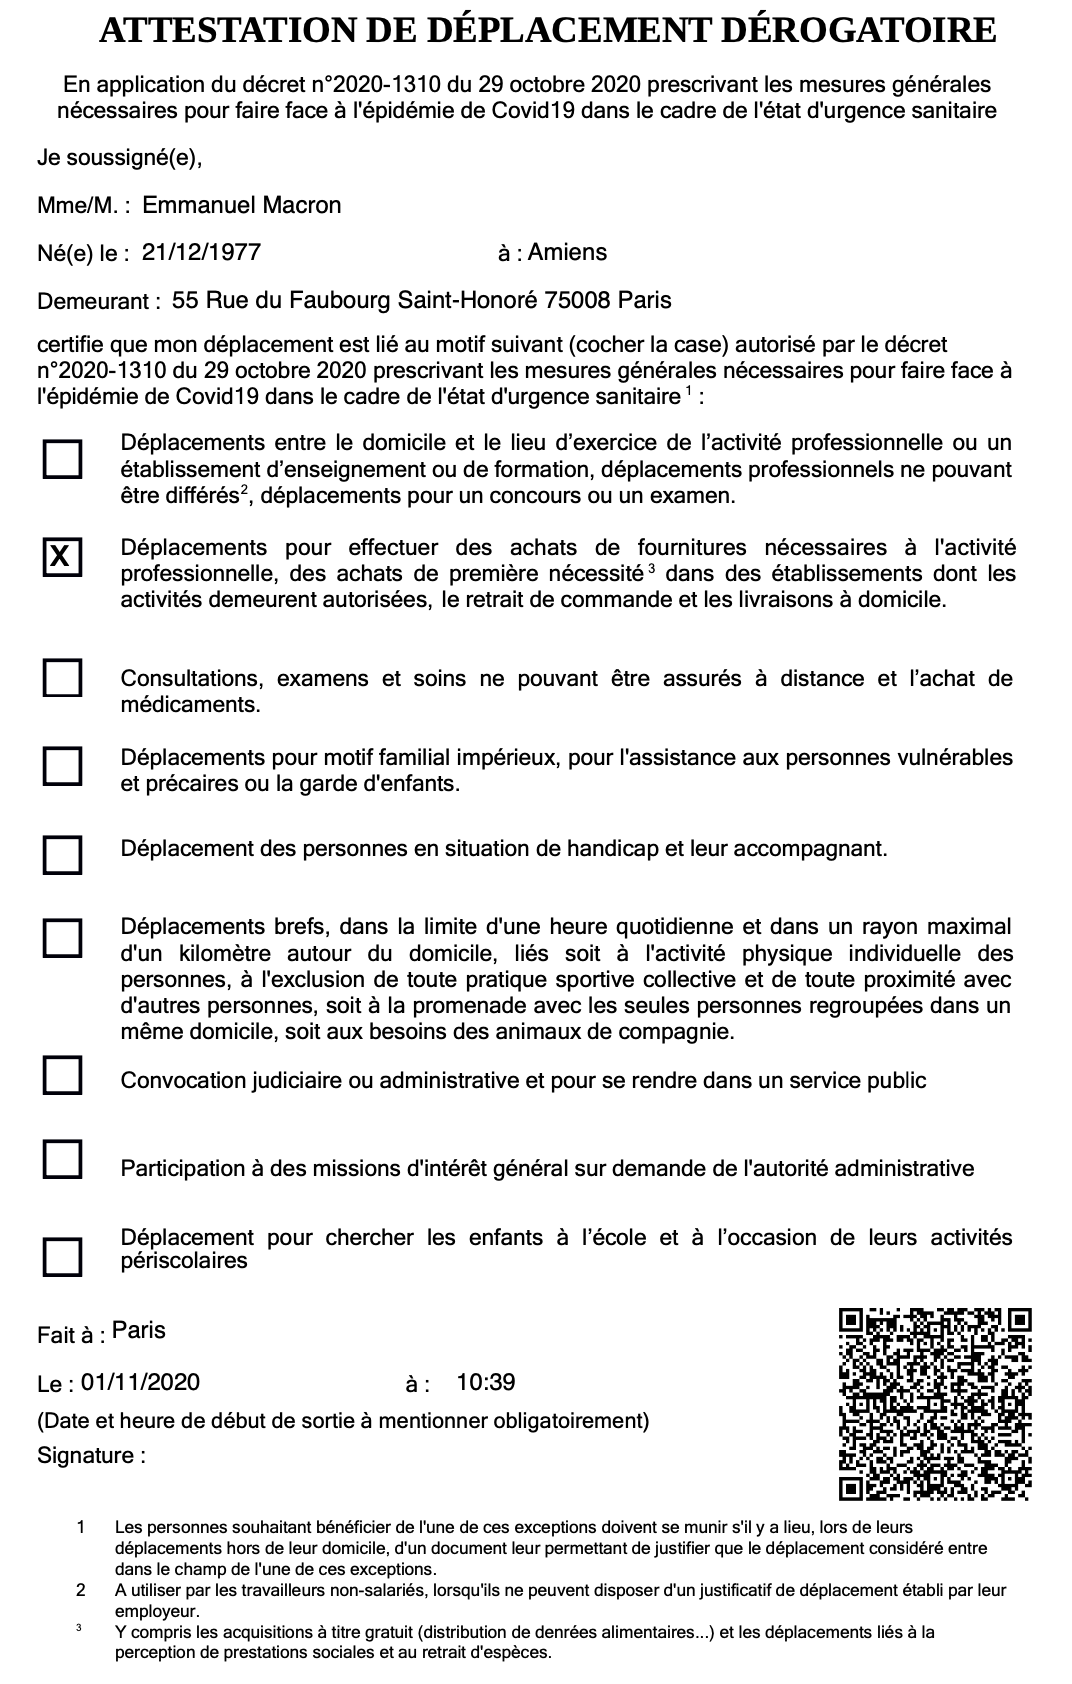 ATTESTATION DE DÉPLACEMENT DÉROGATOIRE
En application du décret n°2020-1310 du 29 octobre 2020 prescrivant les mesures générales
nécessaires pour faire face à l'épidémie de Covid19 dans le cadre de l'état d'urgence sanitaire
Je soussigné(e),
Mme/M. : Emmanuel Macron
Né(e) le : 21/12/1977 à : Amiens
Demeurant : 55 Rue du Faubourg Saint-Honoré 75008 Paris
certifie que mon déplacement est lié au motif suivant (cocher la case) autorisé par le décret
n°2020-1310 du 29 octobre 2020 prescrivant les mesures générales nécessaires pour faire face à
l'épidémie de Covid19 dans le cadre de l'état d'urgence sanitaire 1 :
Déplacements entre le domicile et le lieu d’exercice de l’activité professionnelle ou un
établissement d’enseignement ou de formation, déplacements professionnels ne pouvant
être différés2, déplacements pour un concours ou un examen.
X Déplacements pour effectuer des achats de fournitures nécessaires à l'activité
professionnelle, des achats de première nécessité 3 dans des établissements dont les
activités demeurent autorisées, le retrait de commande et les livraisons à domicile.
Consultations, examens et soins ne pouvant être assurés à distance et l’achat de
médicaments.
Déplacements pour motif familial impérieux, pour l'assistance aux personnes vulnérables
et précaires ou la garde d'enfants.
Déplacement des personnes en situation de handicap et leur accompagnant.
Déplacements brefs, dans la limite d'une heure quotidienne et dans un rayon maximal
d'un kilomètre autour du domicile, liés soit à l'activité physique individuelle des
personnes, à l'exclusion de toute pratique sportive collective et de toute proximité avec
d'autres personnes, soit à la promenade avec les seules personnes regroupées dans un
même domicile, soit aux besoins des animaux de compagnie.
Convocation judiciaire ou administrative et pour se rendre dans un service public
Participation à des missions d'intérêt général sur demande de l'autorité administrative
Déplacement pour chercher les enfants à l’école et à l’occasion de leurs activités
périscolaires
Fait à : Paris
Le : 01/11/2020 à : 10:39
(Date et heure de début de sortie à mentionner obligatoirement)
Signature :
1 Les personnes souhaitant bénéficier de l'une de ces exceptions doivent se munir s'il y a lieu, lors de leurs
déplacements hors de leur domicile, d'un document leur permettant de justifier que le déplacement considéré entre
dans le champ de l'une de ces exceptions.
2 A utiliser par les travailleurs non-salariés, lorsqu'ils ne peuvent disposer d'un justificatif de déplacement établi par leur
employeur.
3 Y compris les acquisitions à titre gratuit (distribution de denrées alimentaires...) et les déplacements liés à la
perception de prestations sociales et au retrait d'espèces.